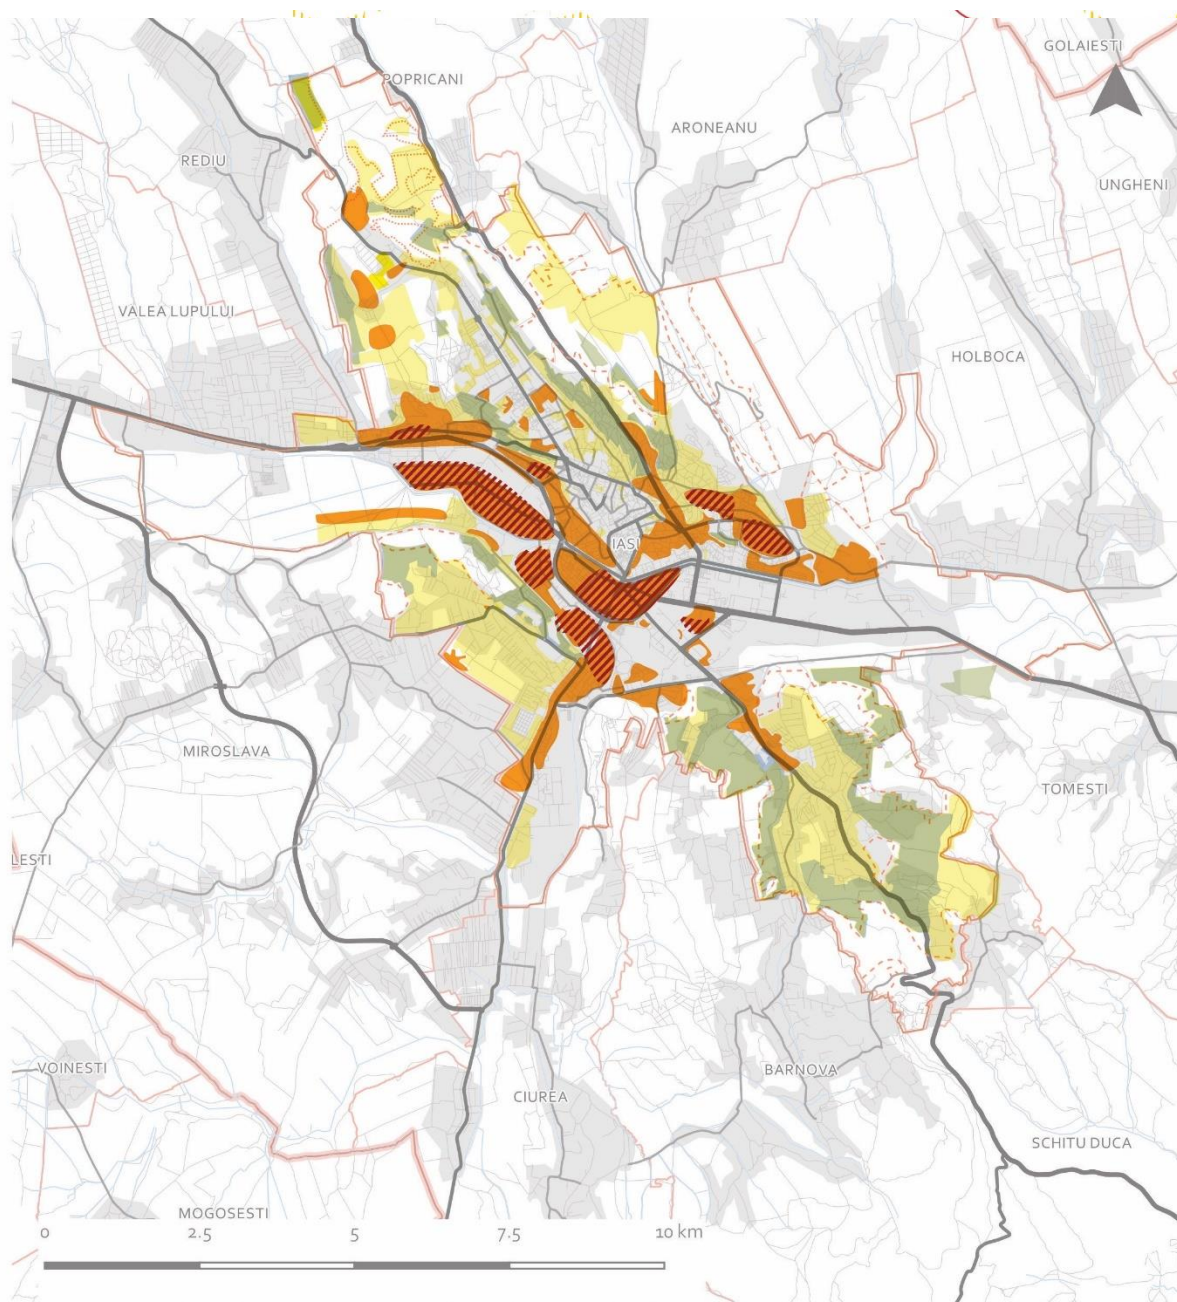 GOLAIESTI
POPRICANI
ARONEANU
REDIU
UNGHENI
VALEA LUPULUI
HOLBOCA
IASI
MIROSLAVA
TOMESTI
LESTI
VOINESTI
BARNOVA
CIUREA
SCHITU DUCA
MOGOSESTI
0 2.5 5 7.5 10 km